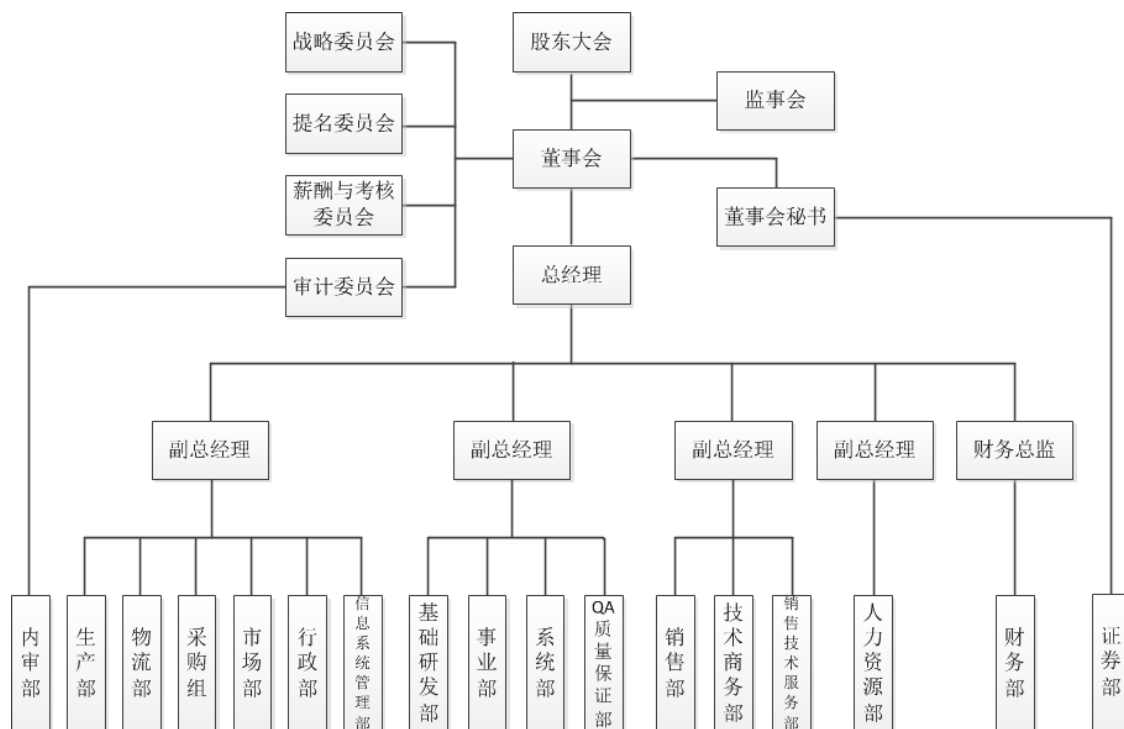 战略委员会
股东大会
监事会
提名委员会
董事会
薪酬与考核
委员会
董事会秘书
审计委员会
总经理
副总经理
副总经理
副总经理
副总经理
财务总监
内审部
生产部
物流部
采购组
市场部
行政部
信息系统管理部
基础研发部
事业部
系统部
QA质量保证部
销售部
技术商务部
销售技术服务部
人力资源部
财务部
证券部